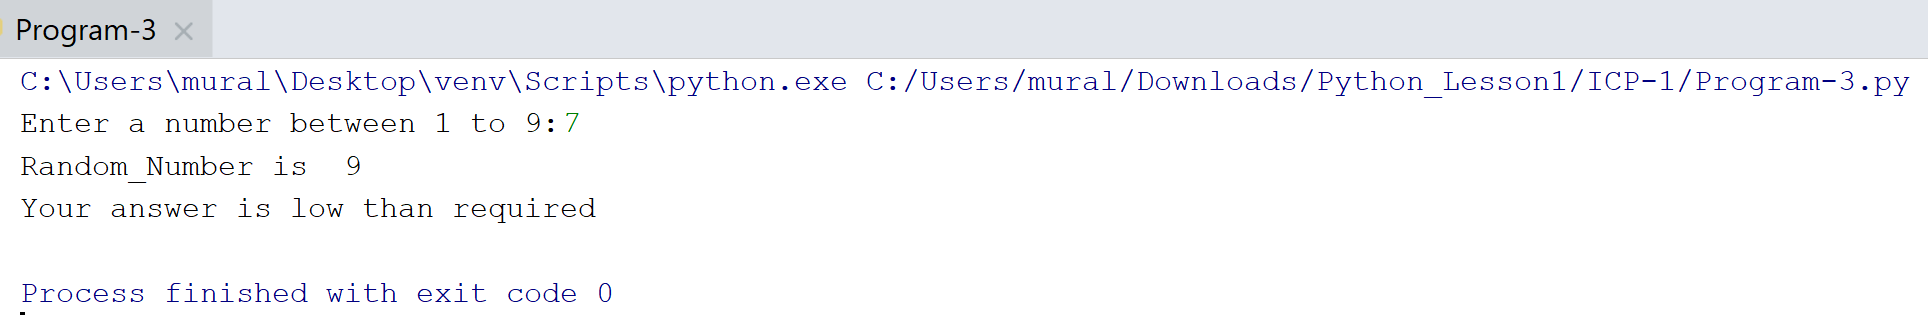 Program-3
C:\Users\mural\Desktop\venv\Scripts\python.exe C:/Users/mural/Downloads/Python_Lesson1/ICP-1/Program-3.py
Enter a number between 1 to 9:7
Random_Number is  9
Your answer is low than required
Process finished with exit code 0